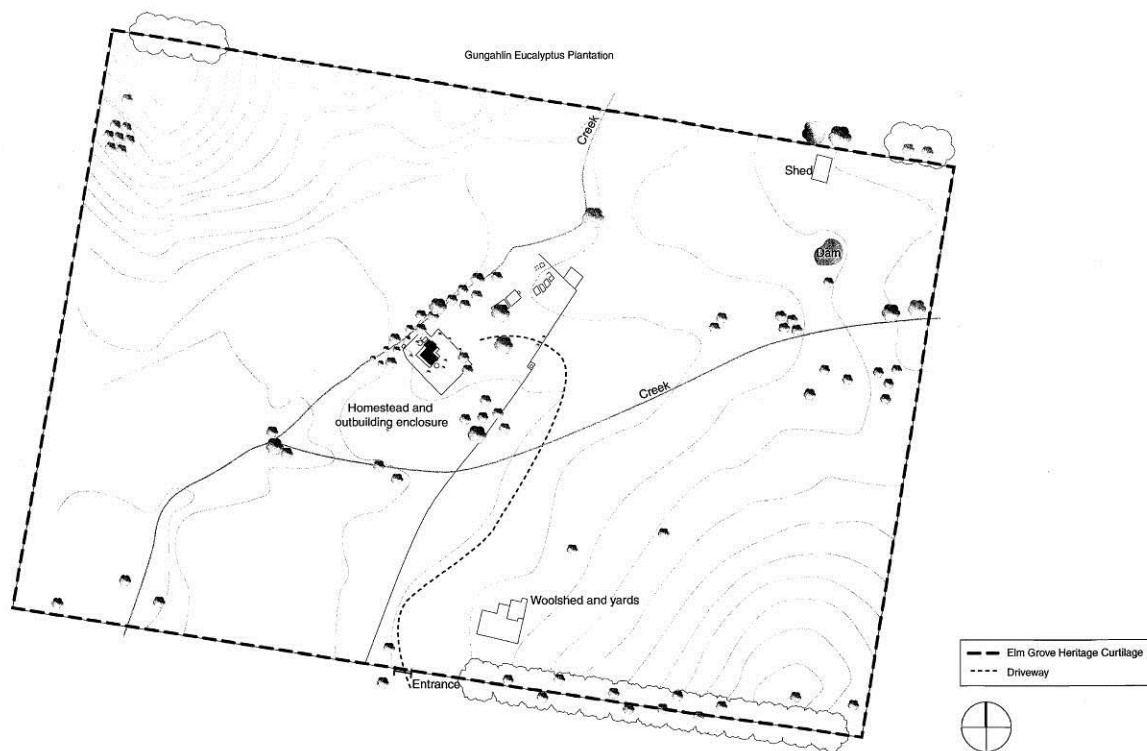 Gungahlin Eucalyptus Plantation
Creek
Shed
Dam
Creek
Homestead and
outbuilding enclosure
Woolshed and yards
Entrance
Elm Grove Heritage Curtilage
Driveway